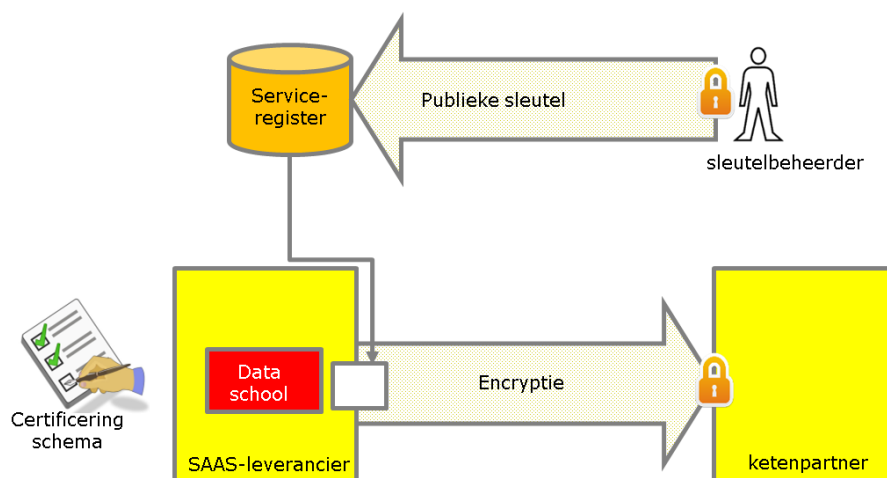 Service-
register
Publieke sleutel
sleutelbeheerder
Data
school
Encryptie
Certificering
schema
SAAS-leverancier
ketenpartner